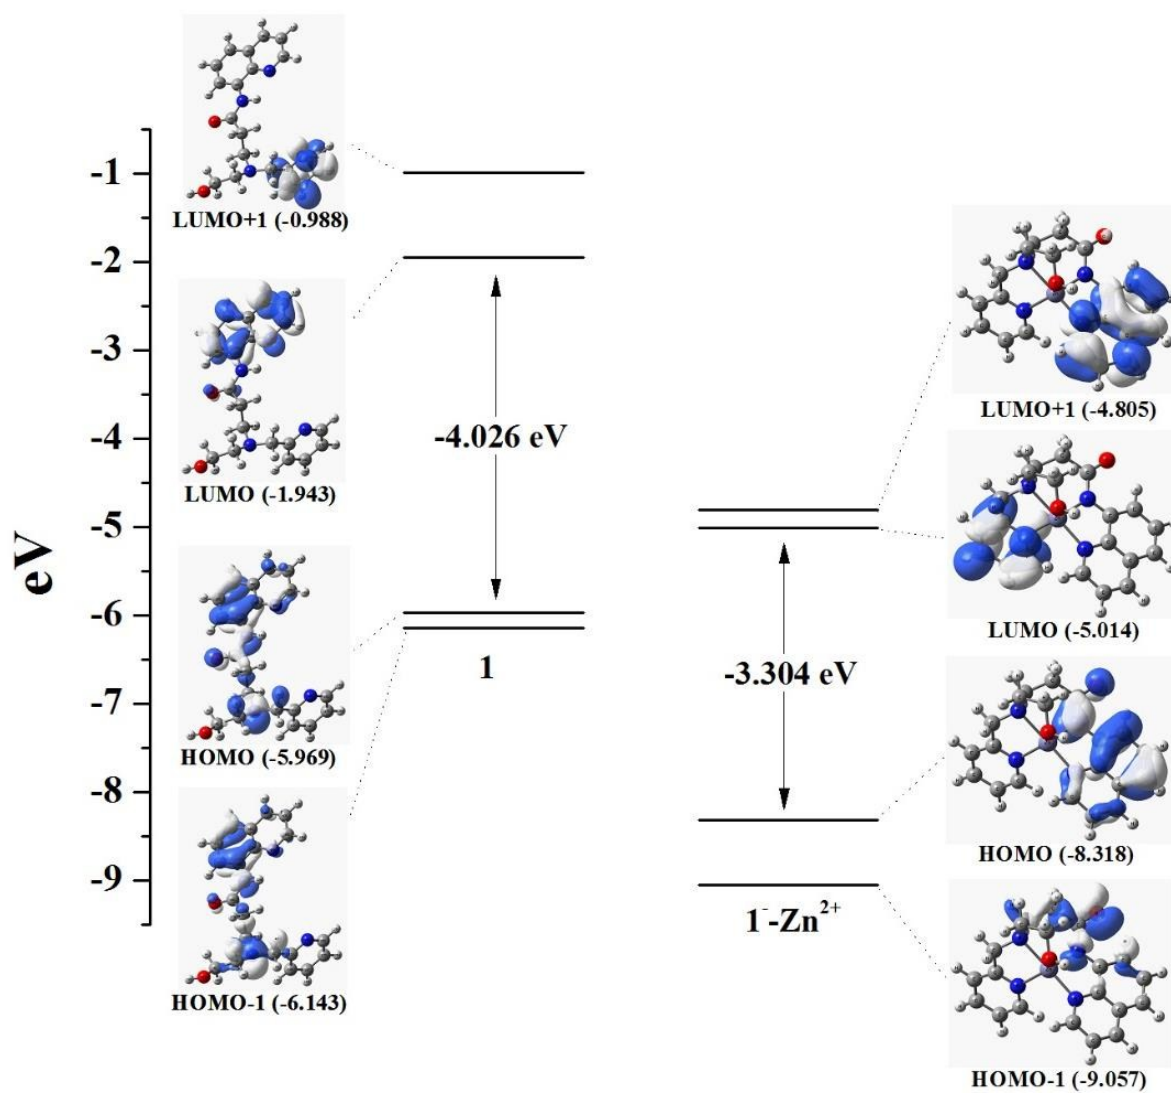 eV
-1
-2
-3
-4
-5
-6
-7
-8
-9
LUMO+1 (-0.988)
LUMO (-1.943)
HOMO (-5.969)
HOMO-1 (-6.143)
-4.026 eV
1
-3.304 eV
1⁻-Zn²⁺
LUMO+1 (-4.805)
LUMO (-5.014)
HOMO (-8.318)
HOMO-1 (-9.057)